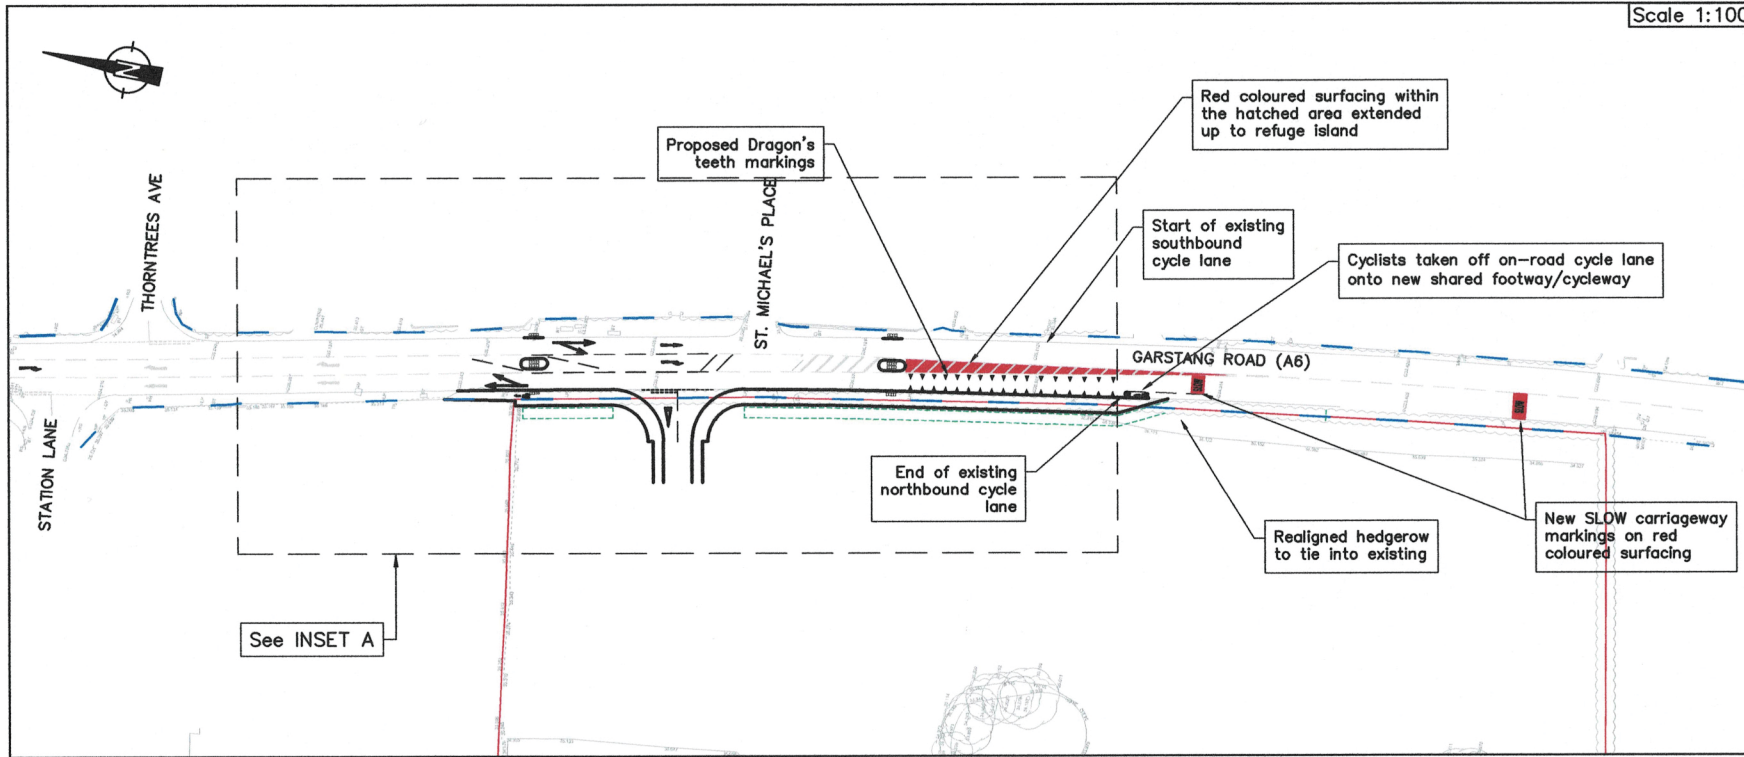 Scale 1:100
N
Red coloured surfacing within
the hatched area extended
up to refuge island
Proposed Dragon's
teeth markings
THORNTREES AVE
ST. MICHAEL'S PLACE
Start of existing
southbound
cycle lane
Cyclists taken off on-road cycle lane
onto new shared footway/cycleway
GARSTANG ROAD (A6)
SLOW
SLOW
STATION LANE
End of existing
northbound cycle
lane
Realigned hedgerow
to tie into existing
New SLOW carriageway
markings on red
coloured surfacing
See INSET A